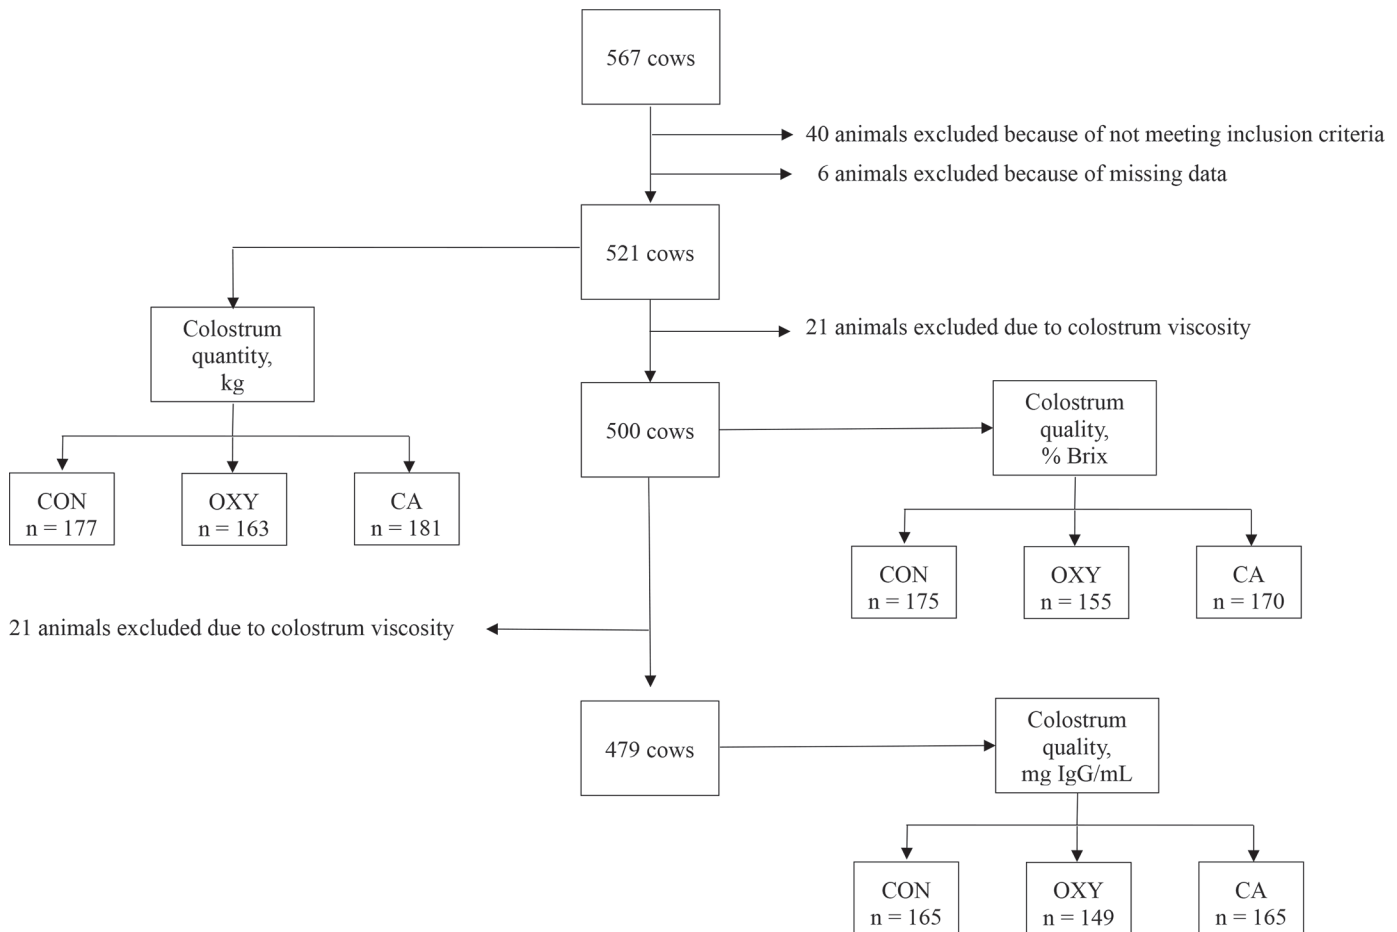 567 cows
40 animals excluded because of not meeting inclusion criteria
6 animals excluded because of missing data
521 cows
Colostrum
quantity,
kg
21 animals excluded due to colostrum viscosity
500 cows
Colostrum
quality,
% Brix
CON
n = 177
OXY
n = 163
CA
n = 181
CON
n = 175
OXY
n = 155
CA
n = 170
21 animals excluded due to colostrum viscosity
479 cows
Colostrum
quality,
mg IgG/mL
CON
n = 165
OXY
n = 149
CA
n = 165